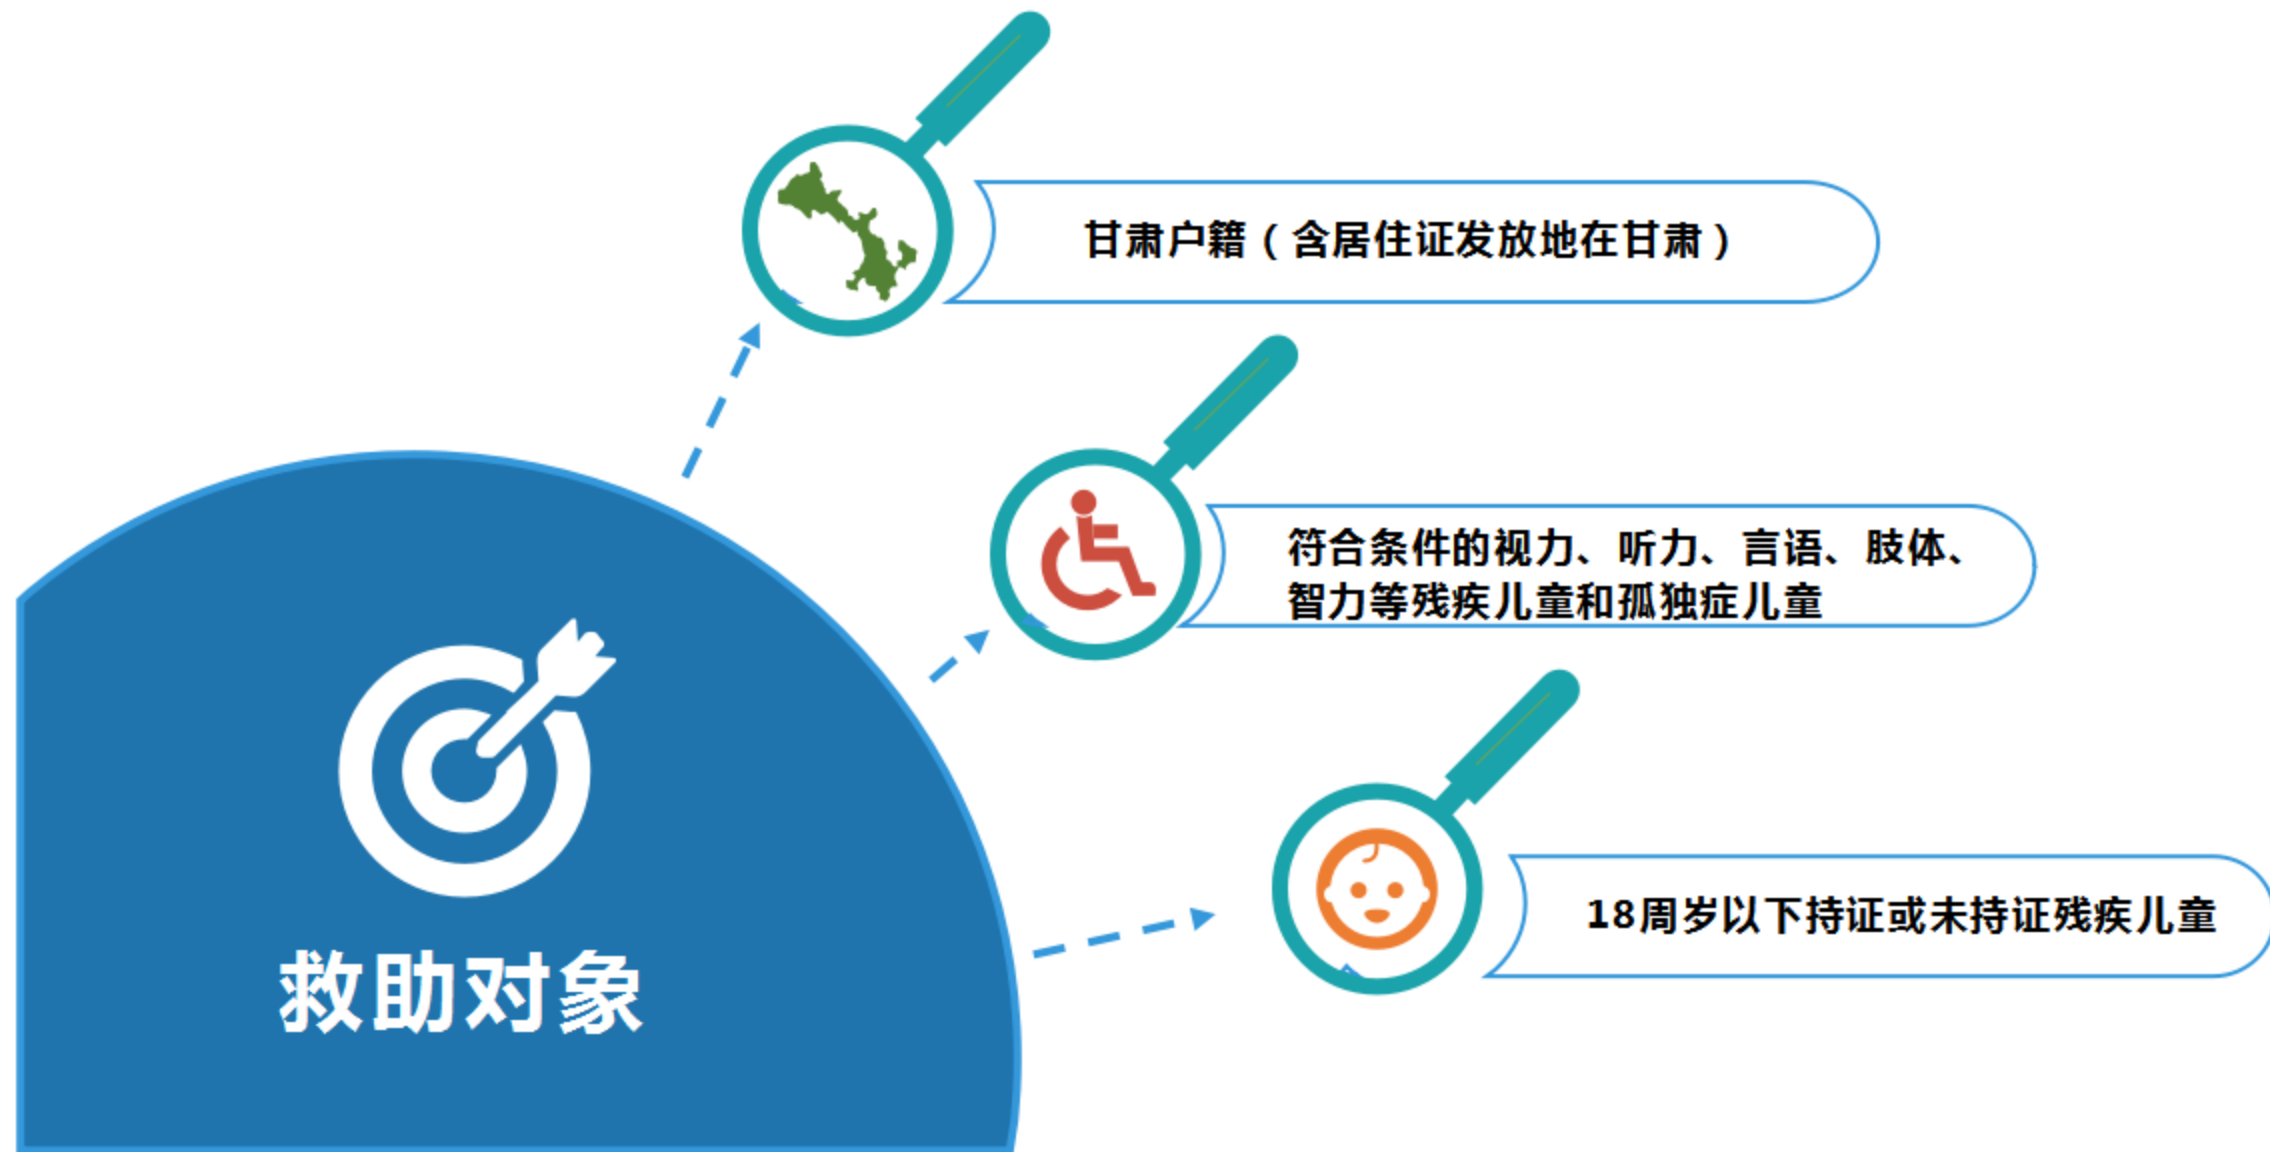 甘肃户籍（含居住证发放地在甘肃）
符合条件的视力、听力、言语、肢体、
智力等残疾儿童和孤独症儿童
18周岁以下持证或未持证残疾儿童
救助对象